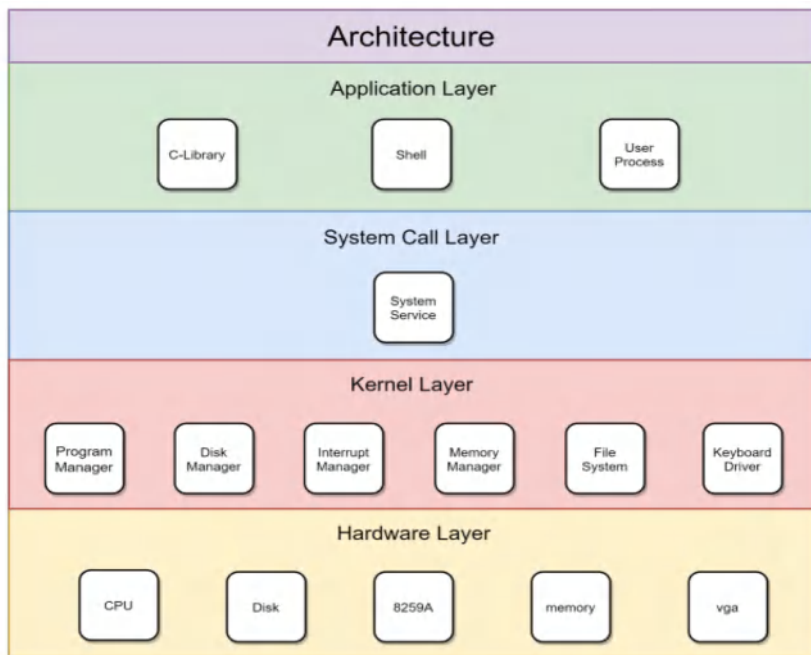 Architecture
Application Layer
C-Library
Shell
User
Process
System Call Layer
System
Service
Kernel Layer
Program
Manager
Disk
Manager
Interrupt
Manager
Memory
Manager
File
System
Keyboard
Driver
Hardware Layer
CPU
Disk
8259A
memory
vga